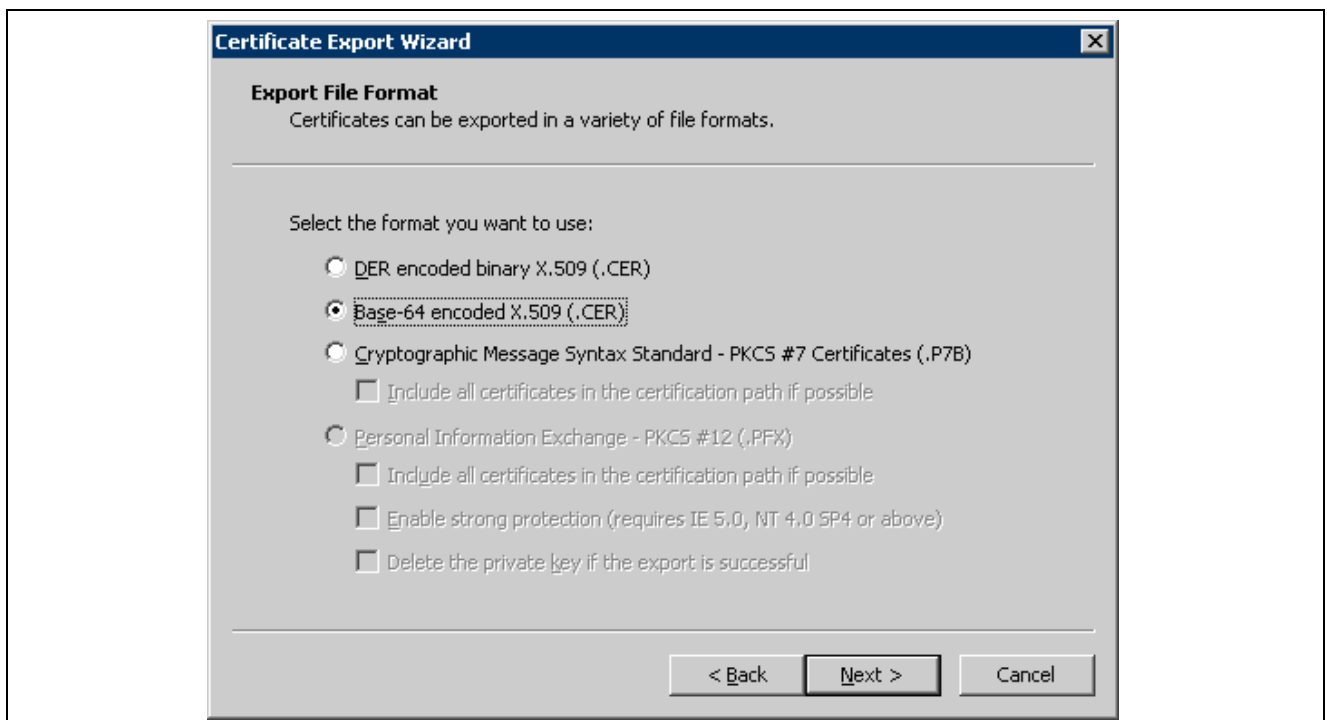 Certificate Export Wizard
Export File Format
Certificates can be exported in a variety of file formats.
Select the format you want to use:
DER encoded binary X.509 (.CER)
Base-64 encoded X.509 (.CER)
Cryptographic Message Syntax Standard - PKCS #7 Certificates (.P7B)
Include all certificates in the certification path if possible
Personal Information Exchange - PKCS #12 (.PFX)
Include all certificates in the certification path if possible
Enable strong protection (requires IE 5.0, NT 4.0 SP4 or above)
Delete the private key if the export is successful
< Back Next > Cancel